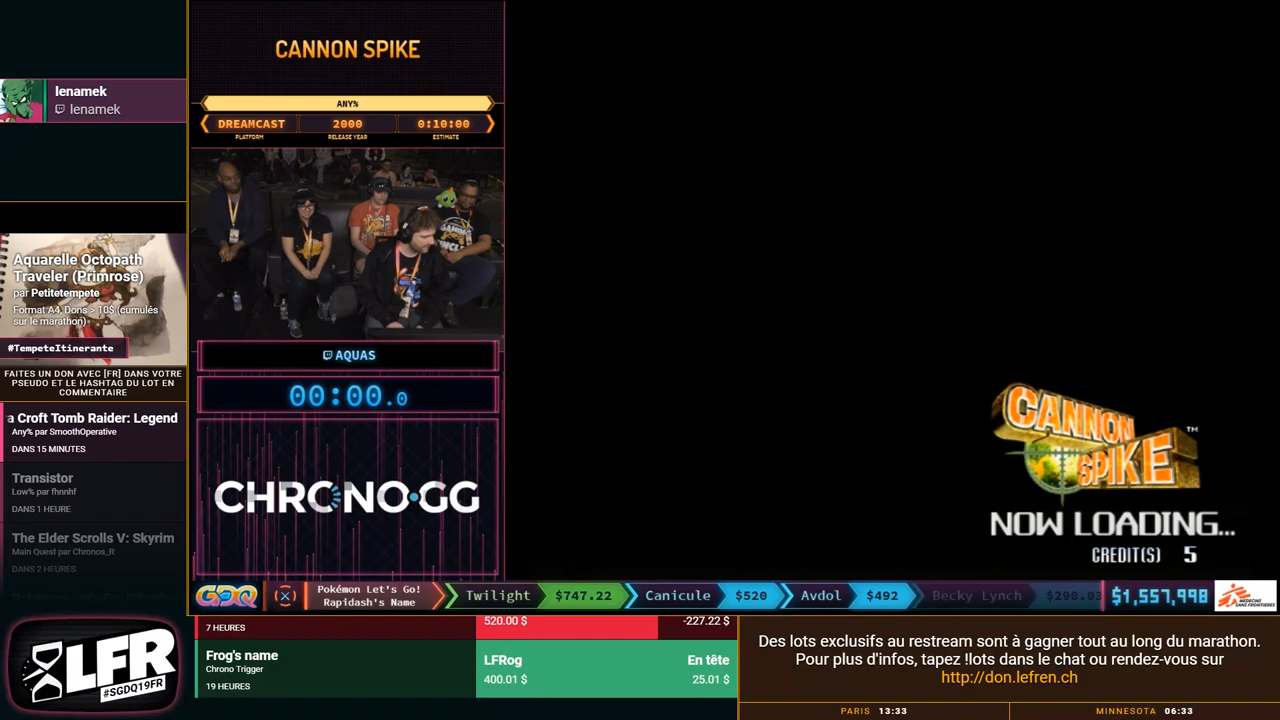 lenamek
lenamek
Aquarelle Octopath
Traveler (Primrose)
par Petitetempete
Format A4, Dons > 10$ (cumulés
sur le marathon)
#TempeteItinerante
FAITES UN DON AVEC [FR] DANS VOTRE
PSEUDO ET LE HASHTAG DU LOT EN
COMMENTAIRE
a Croft Tomb Raider: Legend
Any% par SmoothOperative
DANS 15 MINUTES
Transistor
Low% par fhnnhf
DANS 1 HEURE
The Elder Scrolls V: Skyrim
Main Quest par Chronos_R
DANS 2 HEURES
LFR
#SGDQ19FR
CANNON SPIKE
ANY%
DREAMCAST 2000 0:10:00
PLATFORM RELEASE YEAR ESTIMATE
AQUAS
00:00.0
CHRONO.GG
CANNON
SPIKE
TM
NOW LOADING...
CREDIT(S) 5
GDQ
Pokémon Let's Go!
Rapidash's Name
Twilight $747.22 Canicule $520 Avdol $492 Becky Lynch
$1,557,998
MEDECINS
SANS FRONTIERES
7 HEURES 520.00 $ -227.22 $
Frog's name
Chrono Trigger
19 HEURES
LFRog En tête
400.01 $ 25.01 $
Des lots exclusifs au restream sont à gagner tout au long du marathon.
Pour plus d'infos, tapez !lots dans le chat ou rendez-vous sur
http://don.lefren.ch
PARIS 13:33 MINNESOTA 06:33